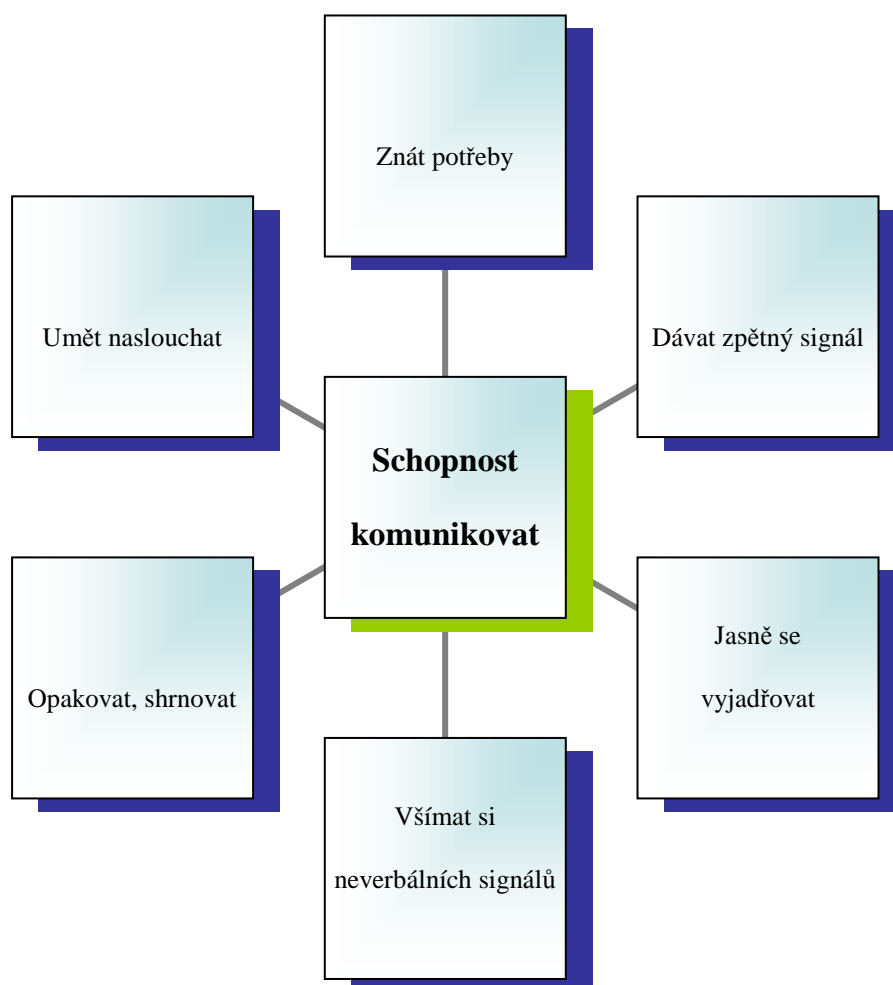 Znát potřeby
Umět naslouchat
Dávat zpětný signál
Schopnost
komunikovat
Opakovat, shrnovat
Jasně se
vyjadřovat
Všímat si
neverbálních signálů